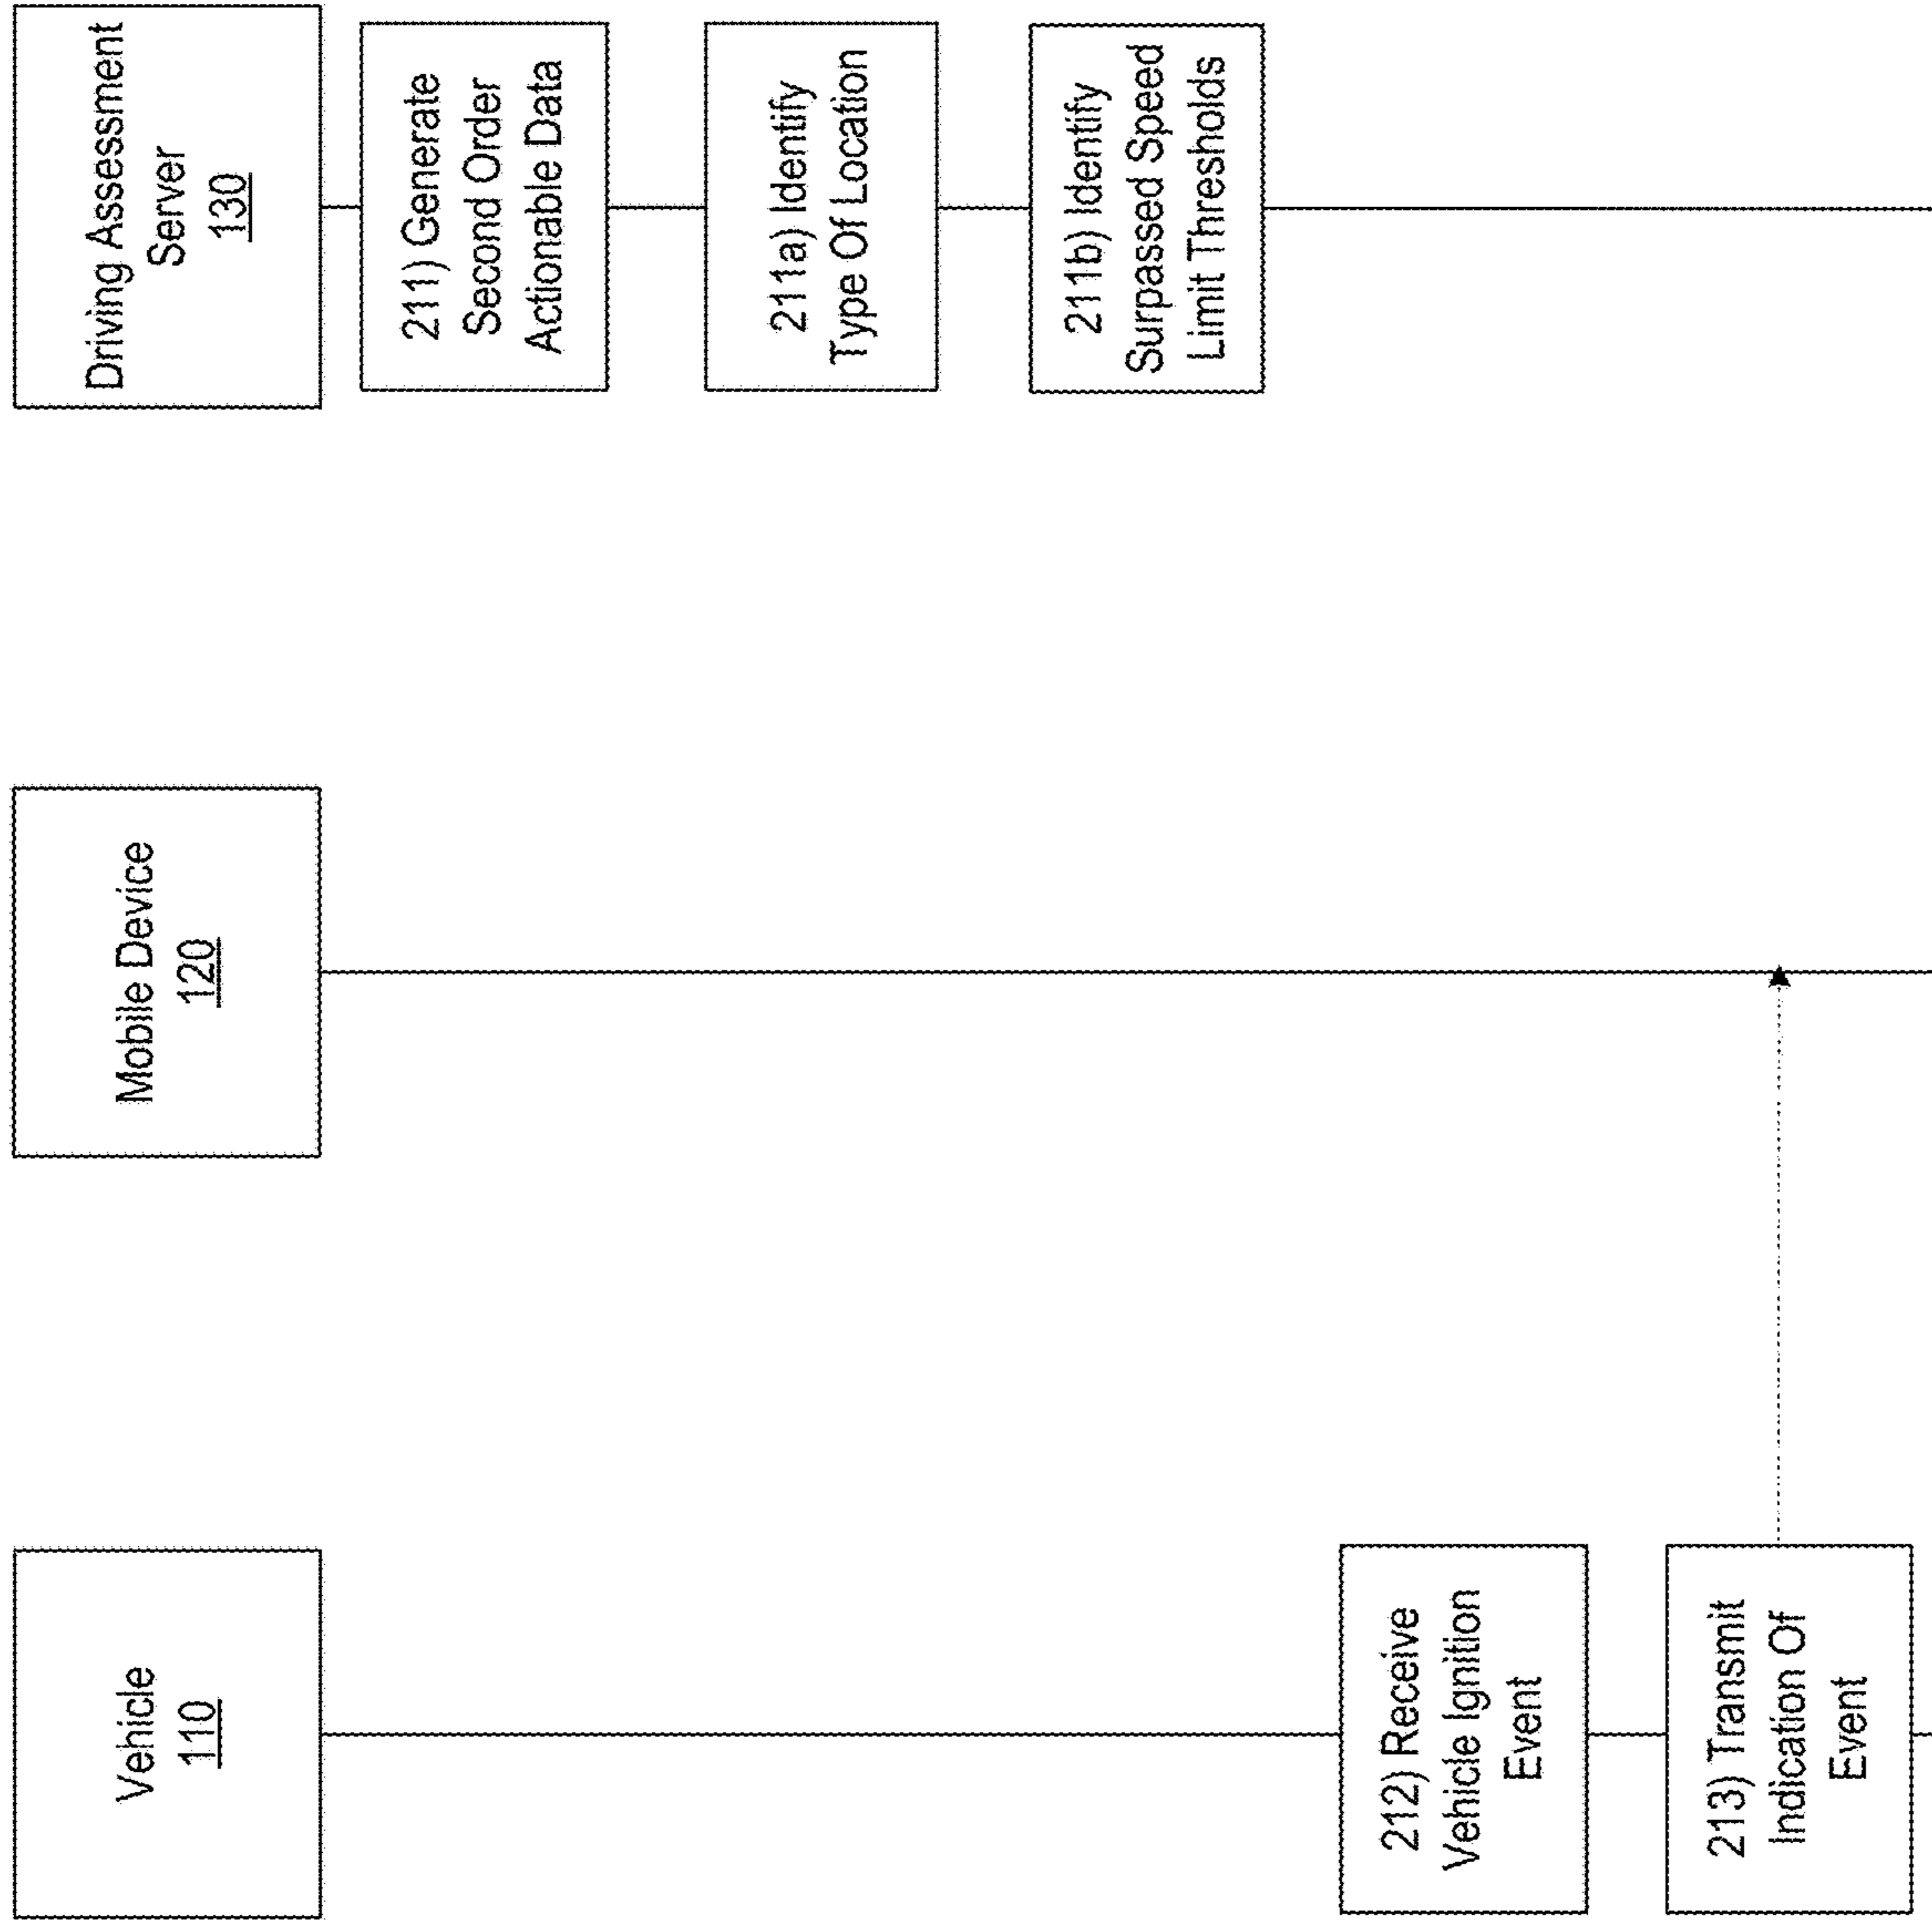 Vehicle
110
Mobile Device
120
Driving Assessment
Server
130
211) Generate
Second Order
Actionable Data
211a) Identify
Type Of Location
211b) Identify
Surpassed Speed
Limit Thresholds
212) Receive
Vehicle Ignition
Event
213) Transmit
Indication Of
Event